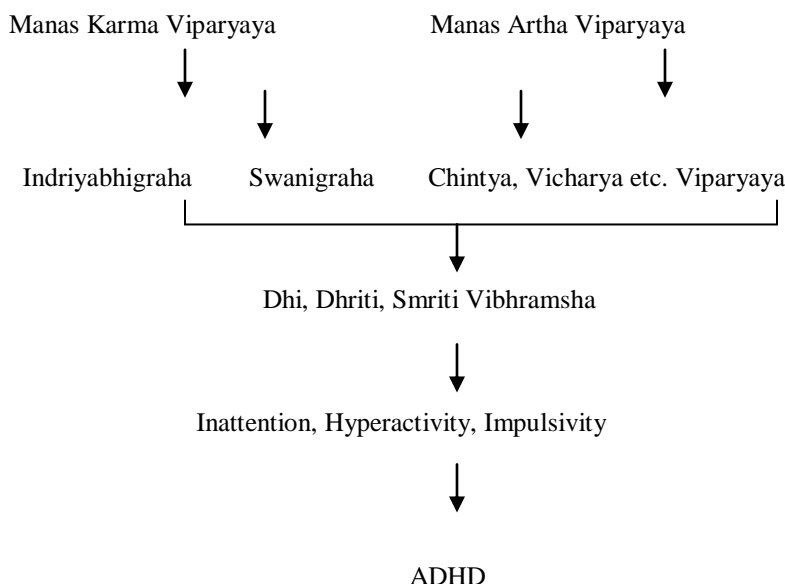 Manas Karma Viparyaya Manas Artha Viparyaya
Indriyabhigraha Swanigraha Chintya, Vicharya etc. Viparyaya
Dhi, Dhriti, Smriti Vibhramsha
Inattention, Hyperactivity, Impulsivity
ADHD